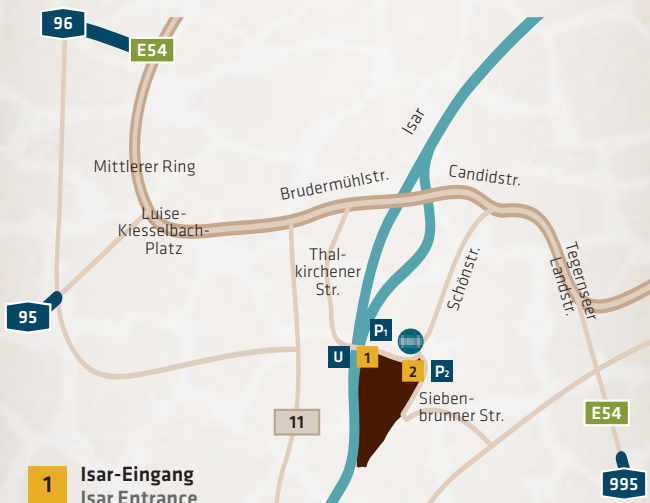 96
E54
Isar
Mittlerer Ring
Brudermühlstr.
Candidstr.
Luise-
Kiesselbach-
Platz
Thal-
kirchener
Str.
Schönstr.
Tegernseer
Landstr.
95
P1
U
1
2
P2
Sieben-
brunner Str.
11
E54
995
1
Isar-Eingang
Isar Entrance